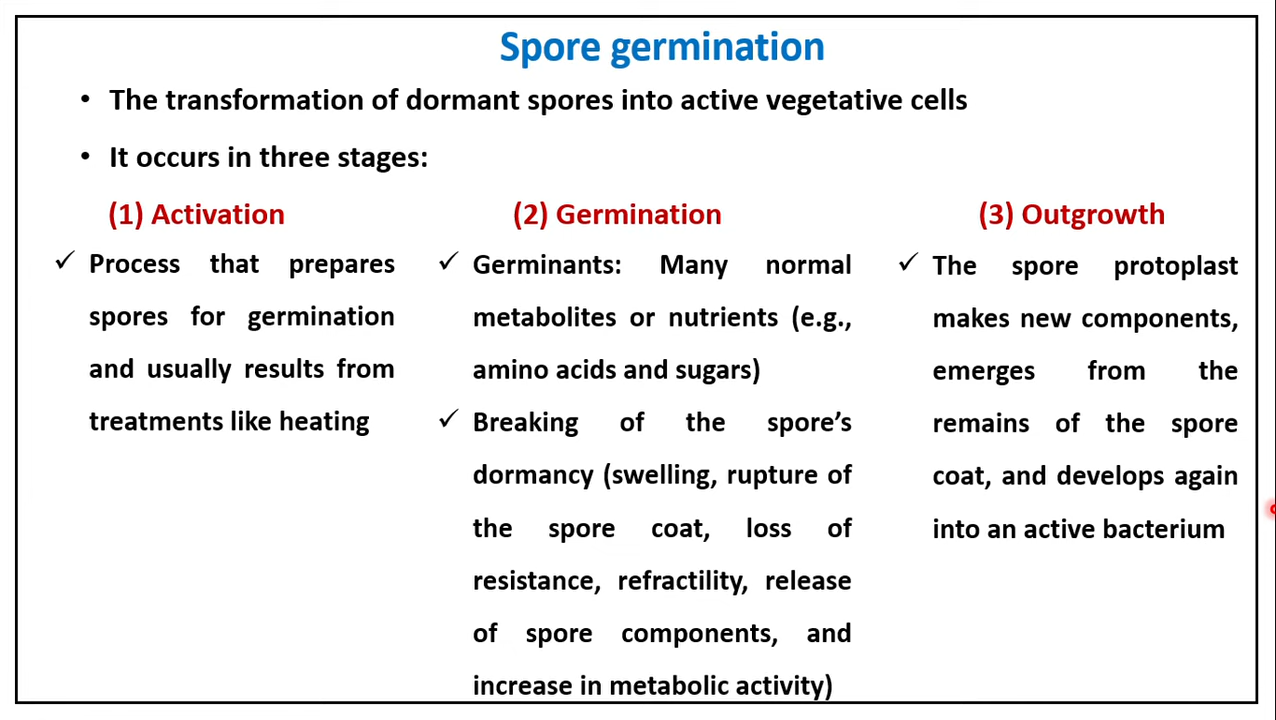 Spore germination
• The transformation of dormant spores into active vegetative cells
• It occurs in three stages:
(1) Activation
✓ Process that prepares
spores for germination
and usually results from
treatments like heating
(2) Germination
✓ Germinants: Many normal
metabolites or nutrients (e.g.,
amino acids and sugars)
✓ Breaking of the spore’s
dormancy (swelling, rupture of
the spore coat, loss of
resistance, refractility, release
of spore components, and
increase in metabolic activity)
(3) Outgrowth
✓ The spore protoplast
makes new components,
emerges from the
remains of the spore
coat, and develops again
into an active bacterium